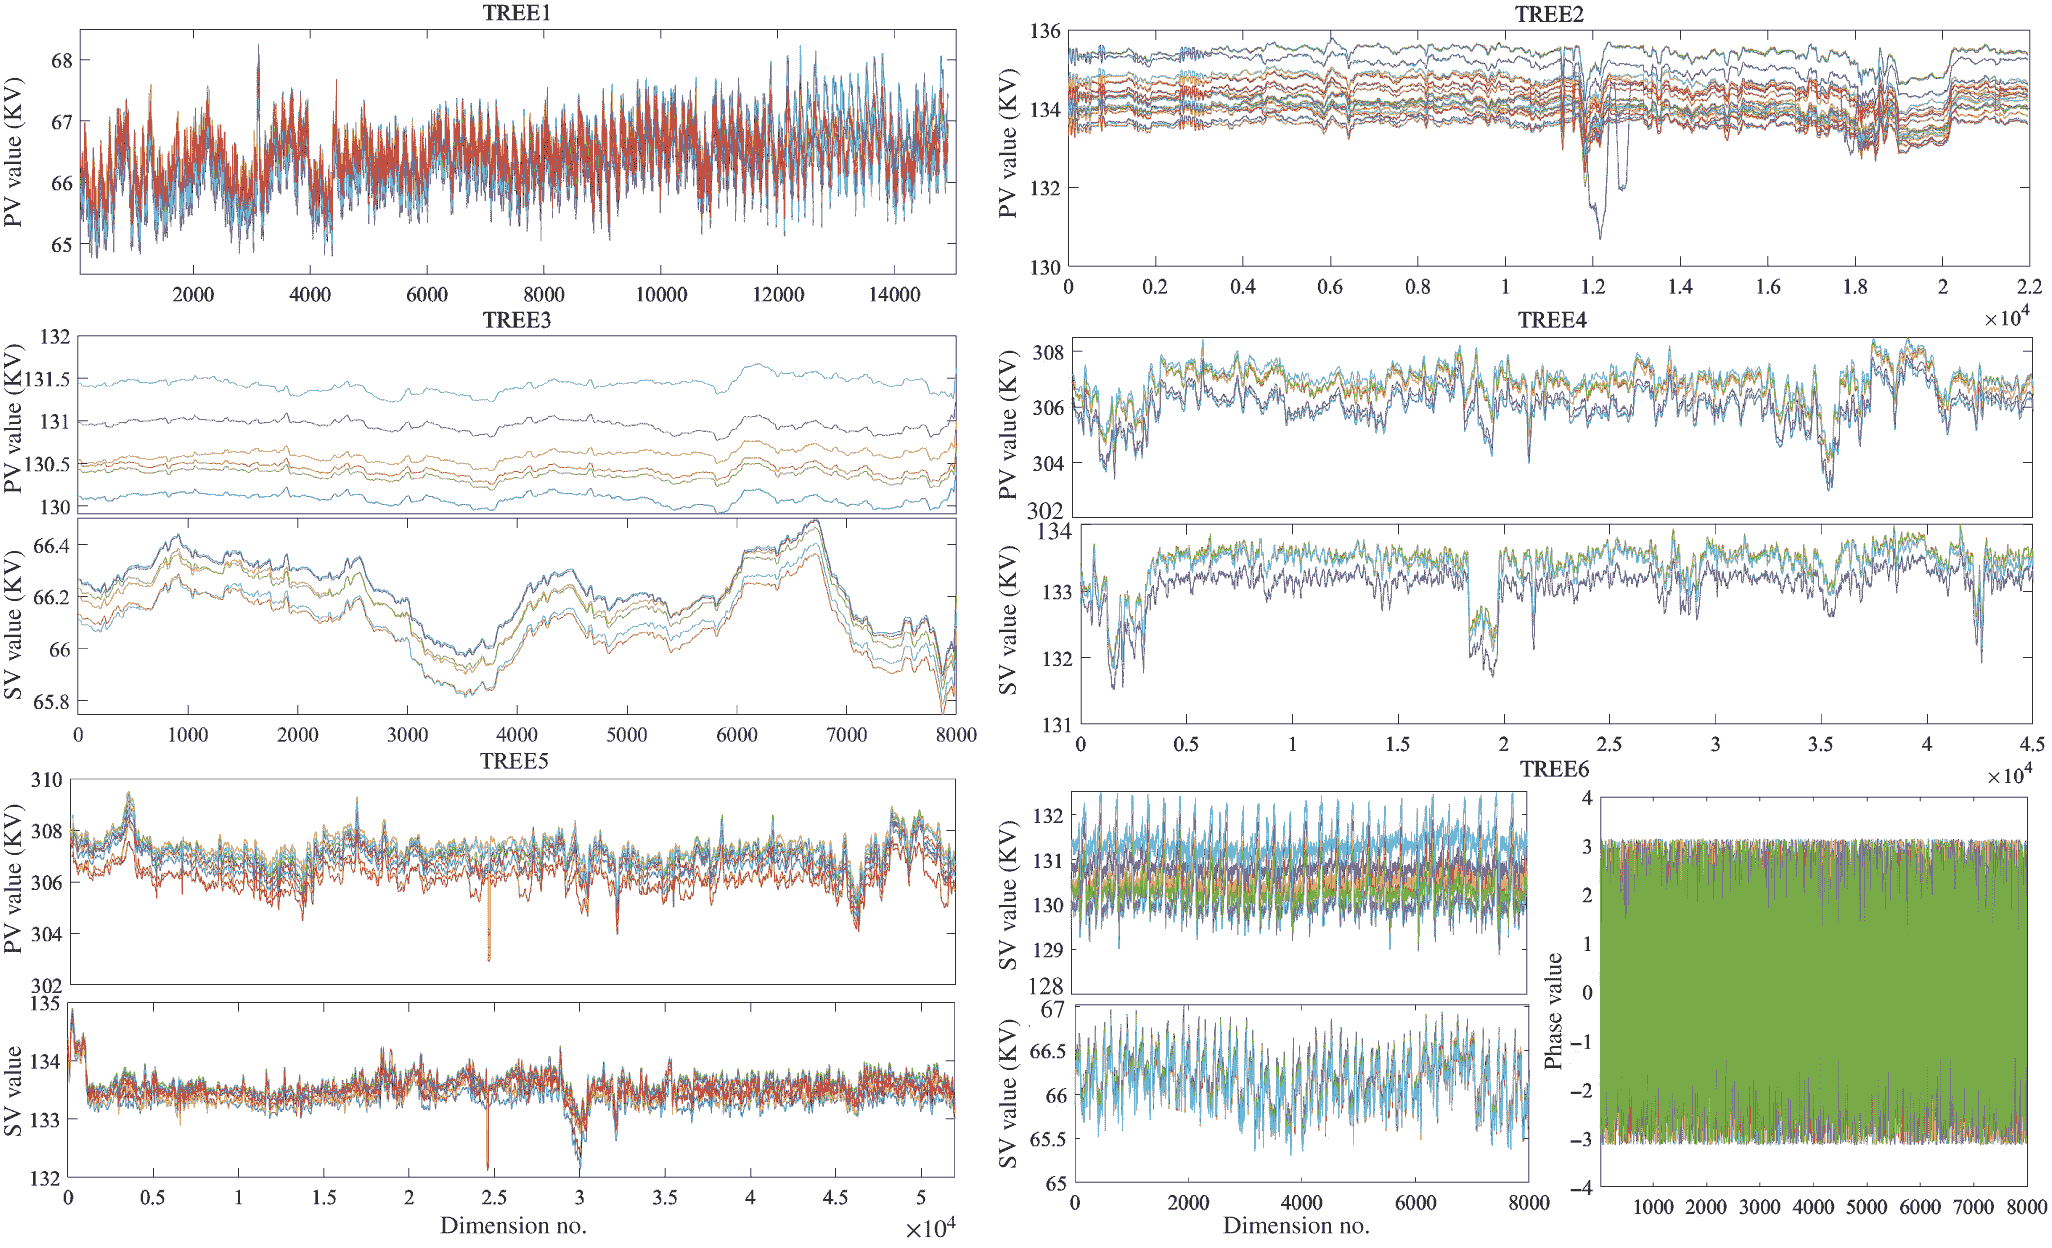 TREE1
PV value (KV)
68
67
66
65
2000 4000 6000 8000 10000 12000 14000
TREE2
PV value (KV)
136
134
132
130
0 0.2 0.4 0.6 0.8 1 1.2 1.4 1.6 1.8 2 2.2
×10⁴
TREE3
PV value (KV)
132
131.5
131
130.5
130
SV value (KV)
66.4
66.2
66
65.8
0 1000 2000 3000 4000 5000 6000 7000 8000
TREE4
PV value (KV)
308
306
304
302
SV value (KV)
134
133
132
131
0 0.5 1 1.5 2 2.5 3 3.5 4 4.5
×10⁴
TREE5
PV value (KV)
310
308
306
304
302
SV value
135
134
133
132
0 0.5 1 1.5 2 2.5 3 3.5 4 4.5 5
Dimension no.
×10⁴
TREE6
SV value (KV)
132
131
130
129
128
SV value (KV)
67
66.5
66
65.5
65
0 2000 4000 6000 8000
Dimension no.
Phase value
4
3
2
1
0
−1
−2
−3
−4
1000 2000 3000 4000 5000 6000 7000 8000